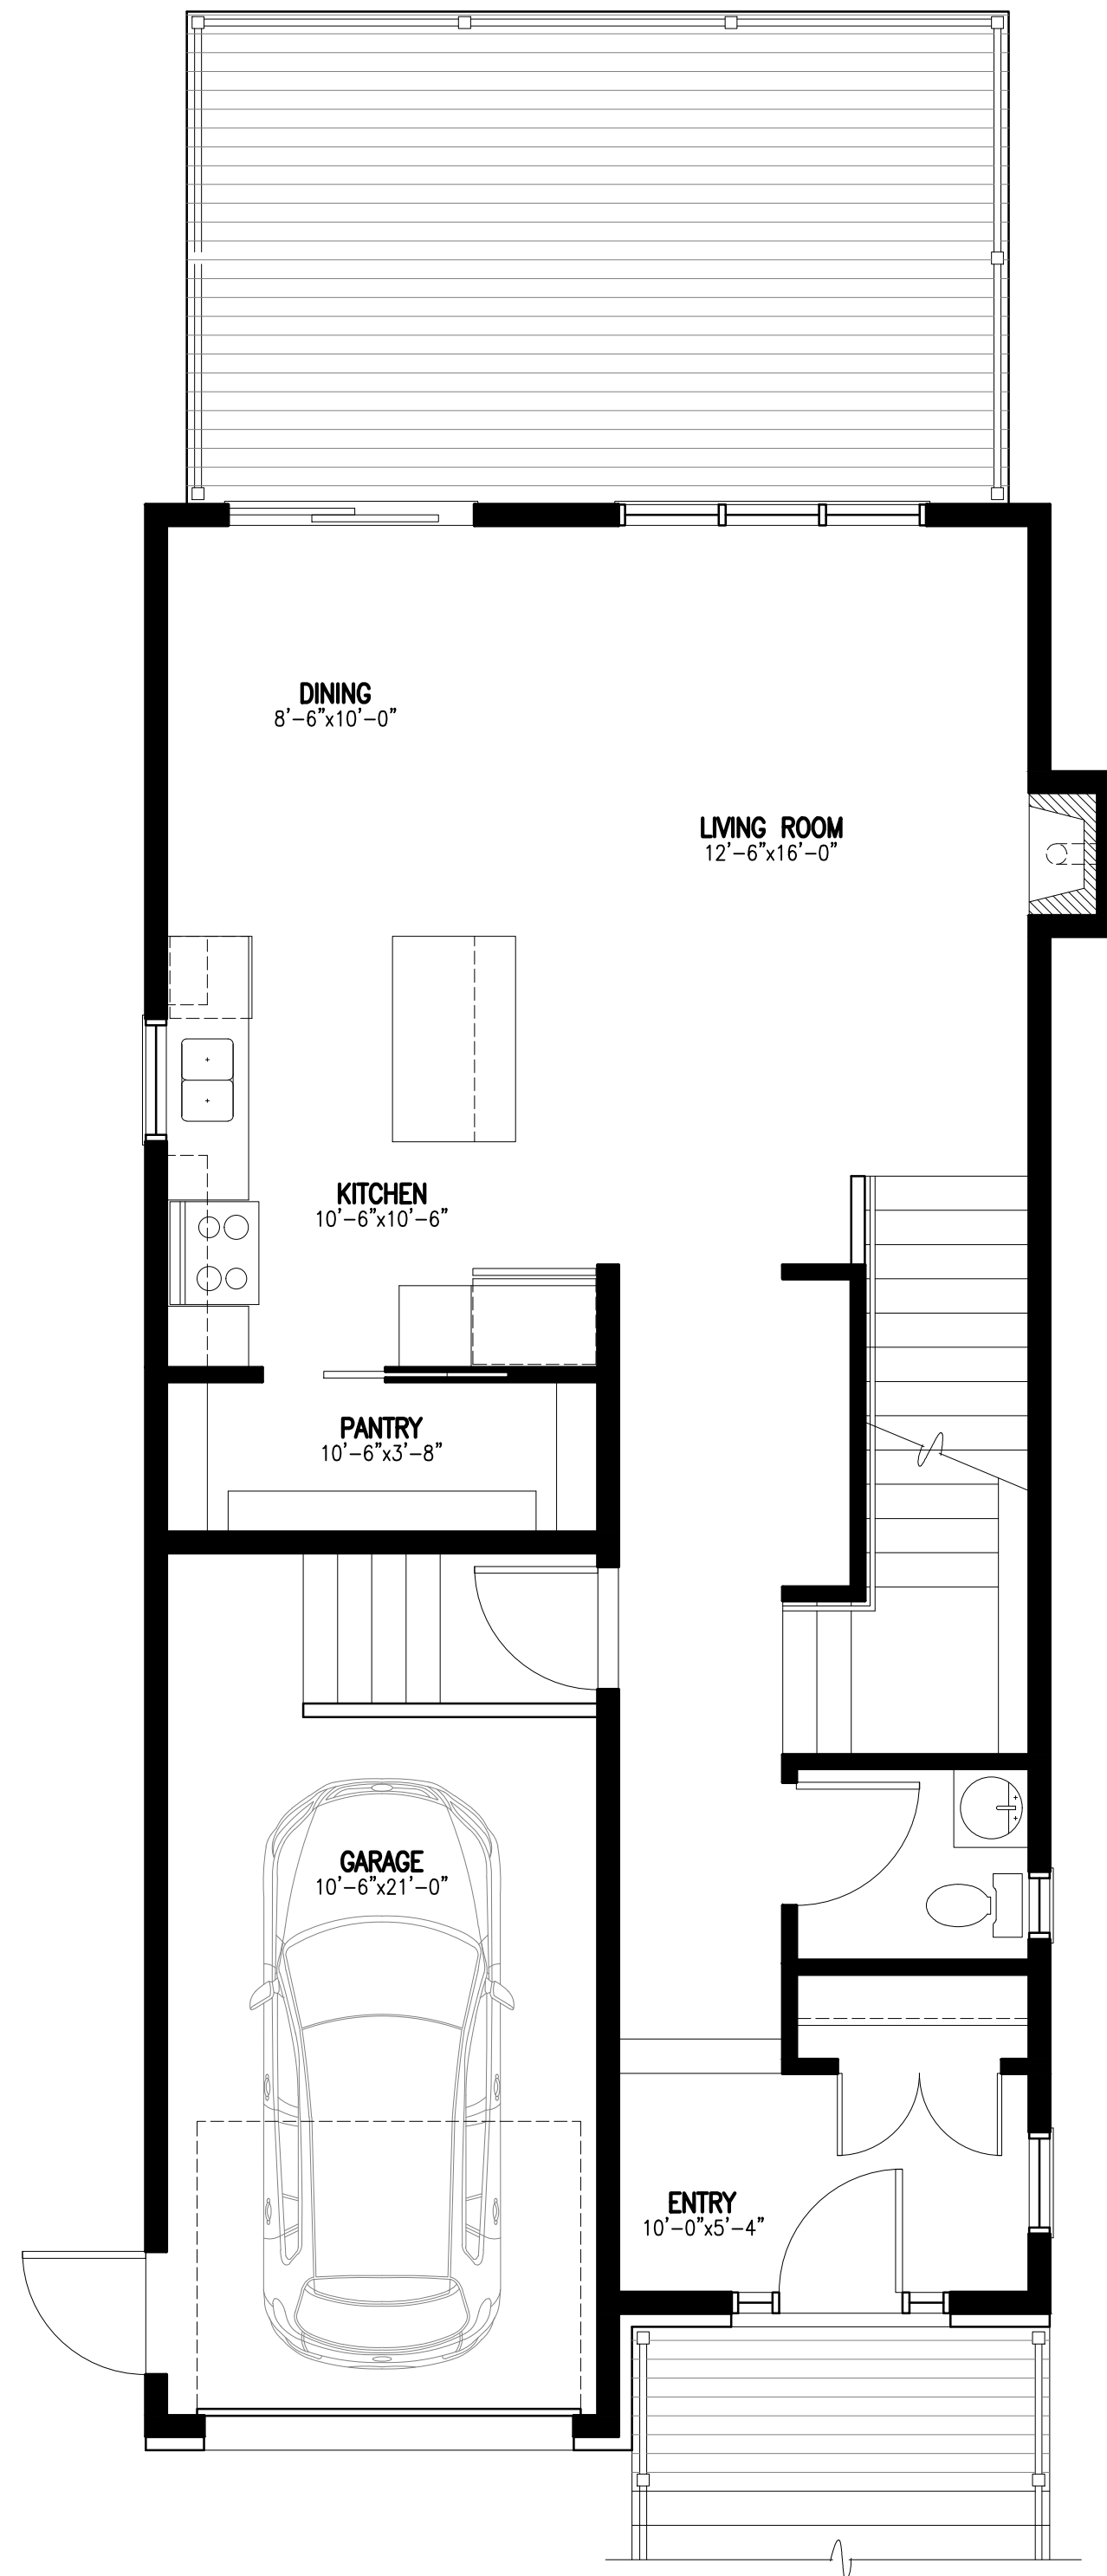 DINING
8'-6"x10'-0"
LIVING ROOM
12'-6"x16'-0"
KITCHEN
10'-6"x10'-6"
PANTRY
10'-6"x3'-8"
GARAGE
10'-6"x21'-0"
ENTRY
10'-0"x5'-4"